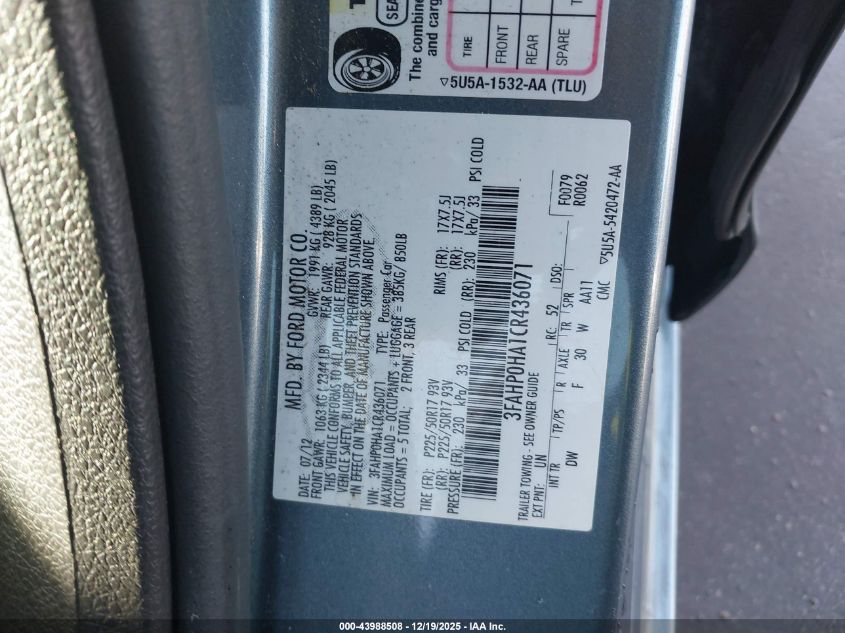 SEA
The combine
and carg
TIRE
FRONT
REAR
SPARE
T
▽5U5A-1532-AA (TLU)
MFD. BY FORD MOTOR CO.
DATE: 07/12 GVWR: 1991 KG ( 4389 LB)
FRONT GAWR: 1063 KG ( 2344 LB) REAR GAWR: 928 KG ( 2045 LB)
THIS VEHICLE CONFORMS TO ALL APPLICABLE FEDERAL MOTOR
VEHICLE SAFETY, BUMPER, AND THEFT PREVENTION STANDARDS
IN EFFECT ON THE DATE OF MANUFACTURE SHOWN ABOVE.
VIN: 3FAHP0HA1CR436071 TYPE: Passenger Car
MAXIMUM LOAD = OCCUPANTS + LUGGAGE = 385KG/ 850LB
OCCUPANTS = 5 TOTAL; 2 FRONT, 3 REAR
TIRE (FR): P225/50R17 93V RIMS (FR): 17X7.5J
(RR): P225/50R17 93V (RR): 17X7.5J
PRESSURE (FR): 230 kPa/ 33 PSI COLD (RR): 230 kPa/ 33 PSI COLD
3FAHP0HA1CR436071
TRAILER TOWING - SEE OWNER GUIDE
EXT PNT: UN RC: 52 DSO: F0079
R0062
INT TR TP/PS R AXLE TR SPR
DW F 30 W AA11
CMC ▽5U5A-5420472-AA
000-43988508 - 12/19/2025 - IAA Inc.